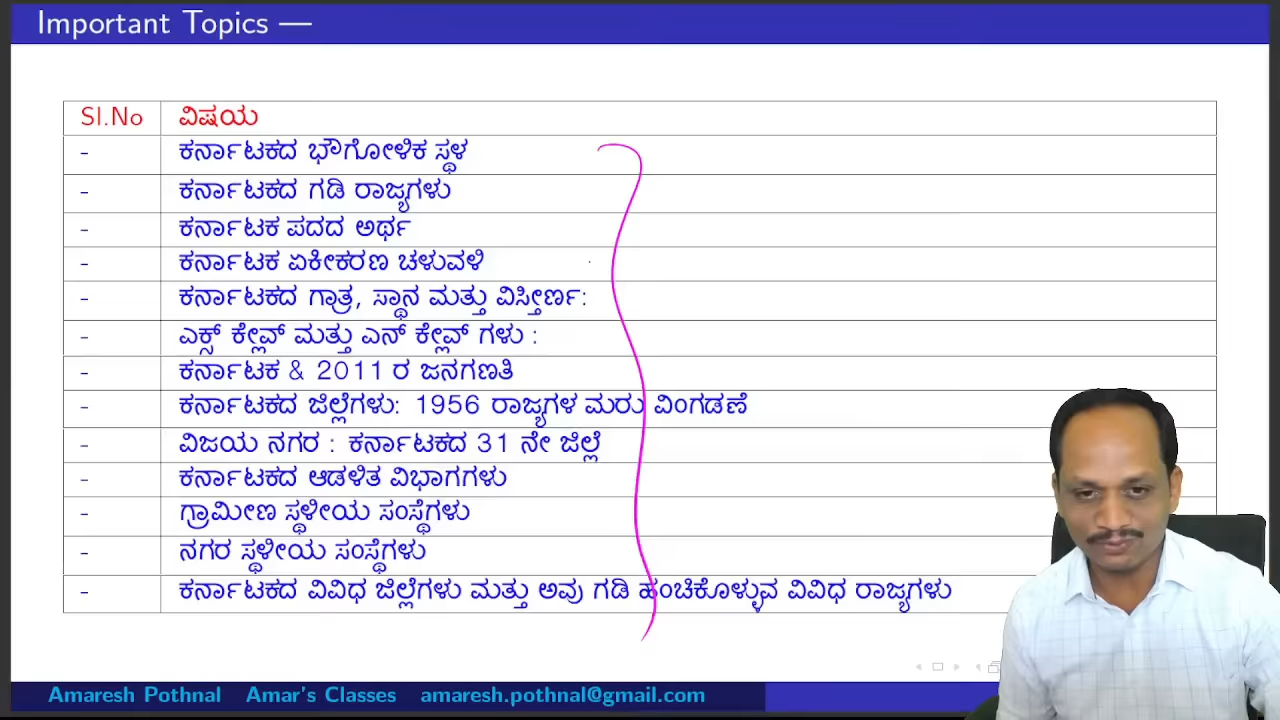 Important Topics —
Sl.No ವಿಷಯ
- ಕರ್ನಾಟಕದ ಭೌಗೋಳಿಕ ಸ್ಥಳ
- ಕರ್ನಾಟಕದ ಗಡಿ ರಾಜ್ಯಗಳು
- ಕರ್ನಾಟಕ ಪದದ ಅರ್ಥ
- ಕರ್ನಾಟಕ ಏಕೀಕರಣ ಚಳುವಳಿ
- ಕರ್ನಾಟಕದ ಗಾತ್ರ, ಸ್ಥಾನ ಮತ್ತು ವಿಸ್ತೀರ್ಣ:
- ಎಕ್ಸ್ ಕ್ಲೇವ್ ಮತ್ತು ಎನ್ ಕ್ಲೇವ್ ಗಳು :
- ಕರ್ನಾಟಕ & 2011 ರ ಜನಗಣತಿ
- ಕರ್ನಾಟಕದ ಜಿಲ್ಲೆಗಳು: 1956 ರಾಜ್ಯಗಳ ಮರು ವಿಂಗಡಣೆ
- ವಿಜಯ ನಗರ : ಕರ್ನಾಟಕದ 31 ನೇ ಜಿಲ್ಲೆ
- ಕರ್ನಾಟಕದ ಆಡಳಿತ ವಿಭಾಗಗಳು
- ಗ್ರಾಮೀಣ ಸ್ಥಳೀಯ ಸಂಸ್ಥೆಗಳು
- ನಗರ ಸ್ಥಳೀಯ ಸಂಸ್ಥೆಗಳು
- ಕರ್ನಾಟಕದ ವಿವಿಧ ಜಿಲ್ಲೆಗಳು ಮತ್ತು ಅವು ಗಡಿ ಹಂಚಿಕೊಳ್ಳುವ ವಿವಿಧ ರಾಜ್ಯಗಳು
Amaresh Pothnal Amar's Classes amaresh.pothnal@gmail.com